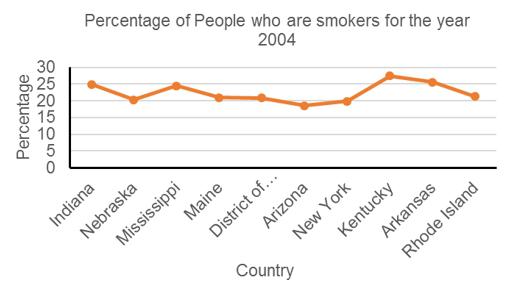 Percentage of People who are smokers for the year
2004
Percentage
30
25
20
15
10
5
0
Indiana
Nebraska
Mississippi
Maine
District of...
Arizona
New York
Kentucky
Arkansas
Rhode Island
Country